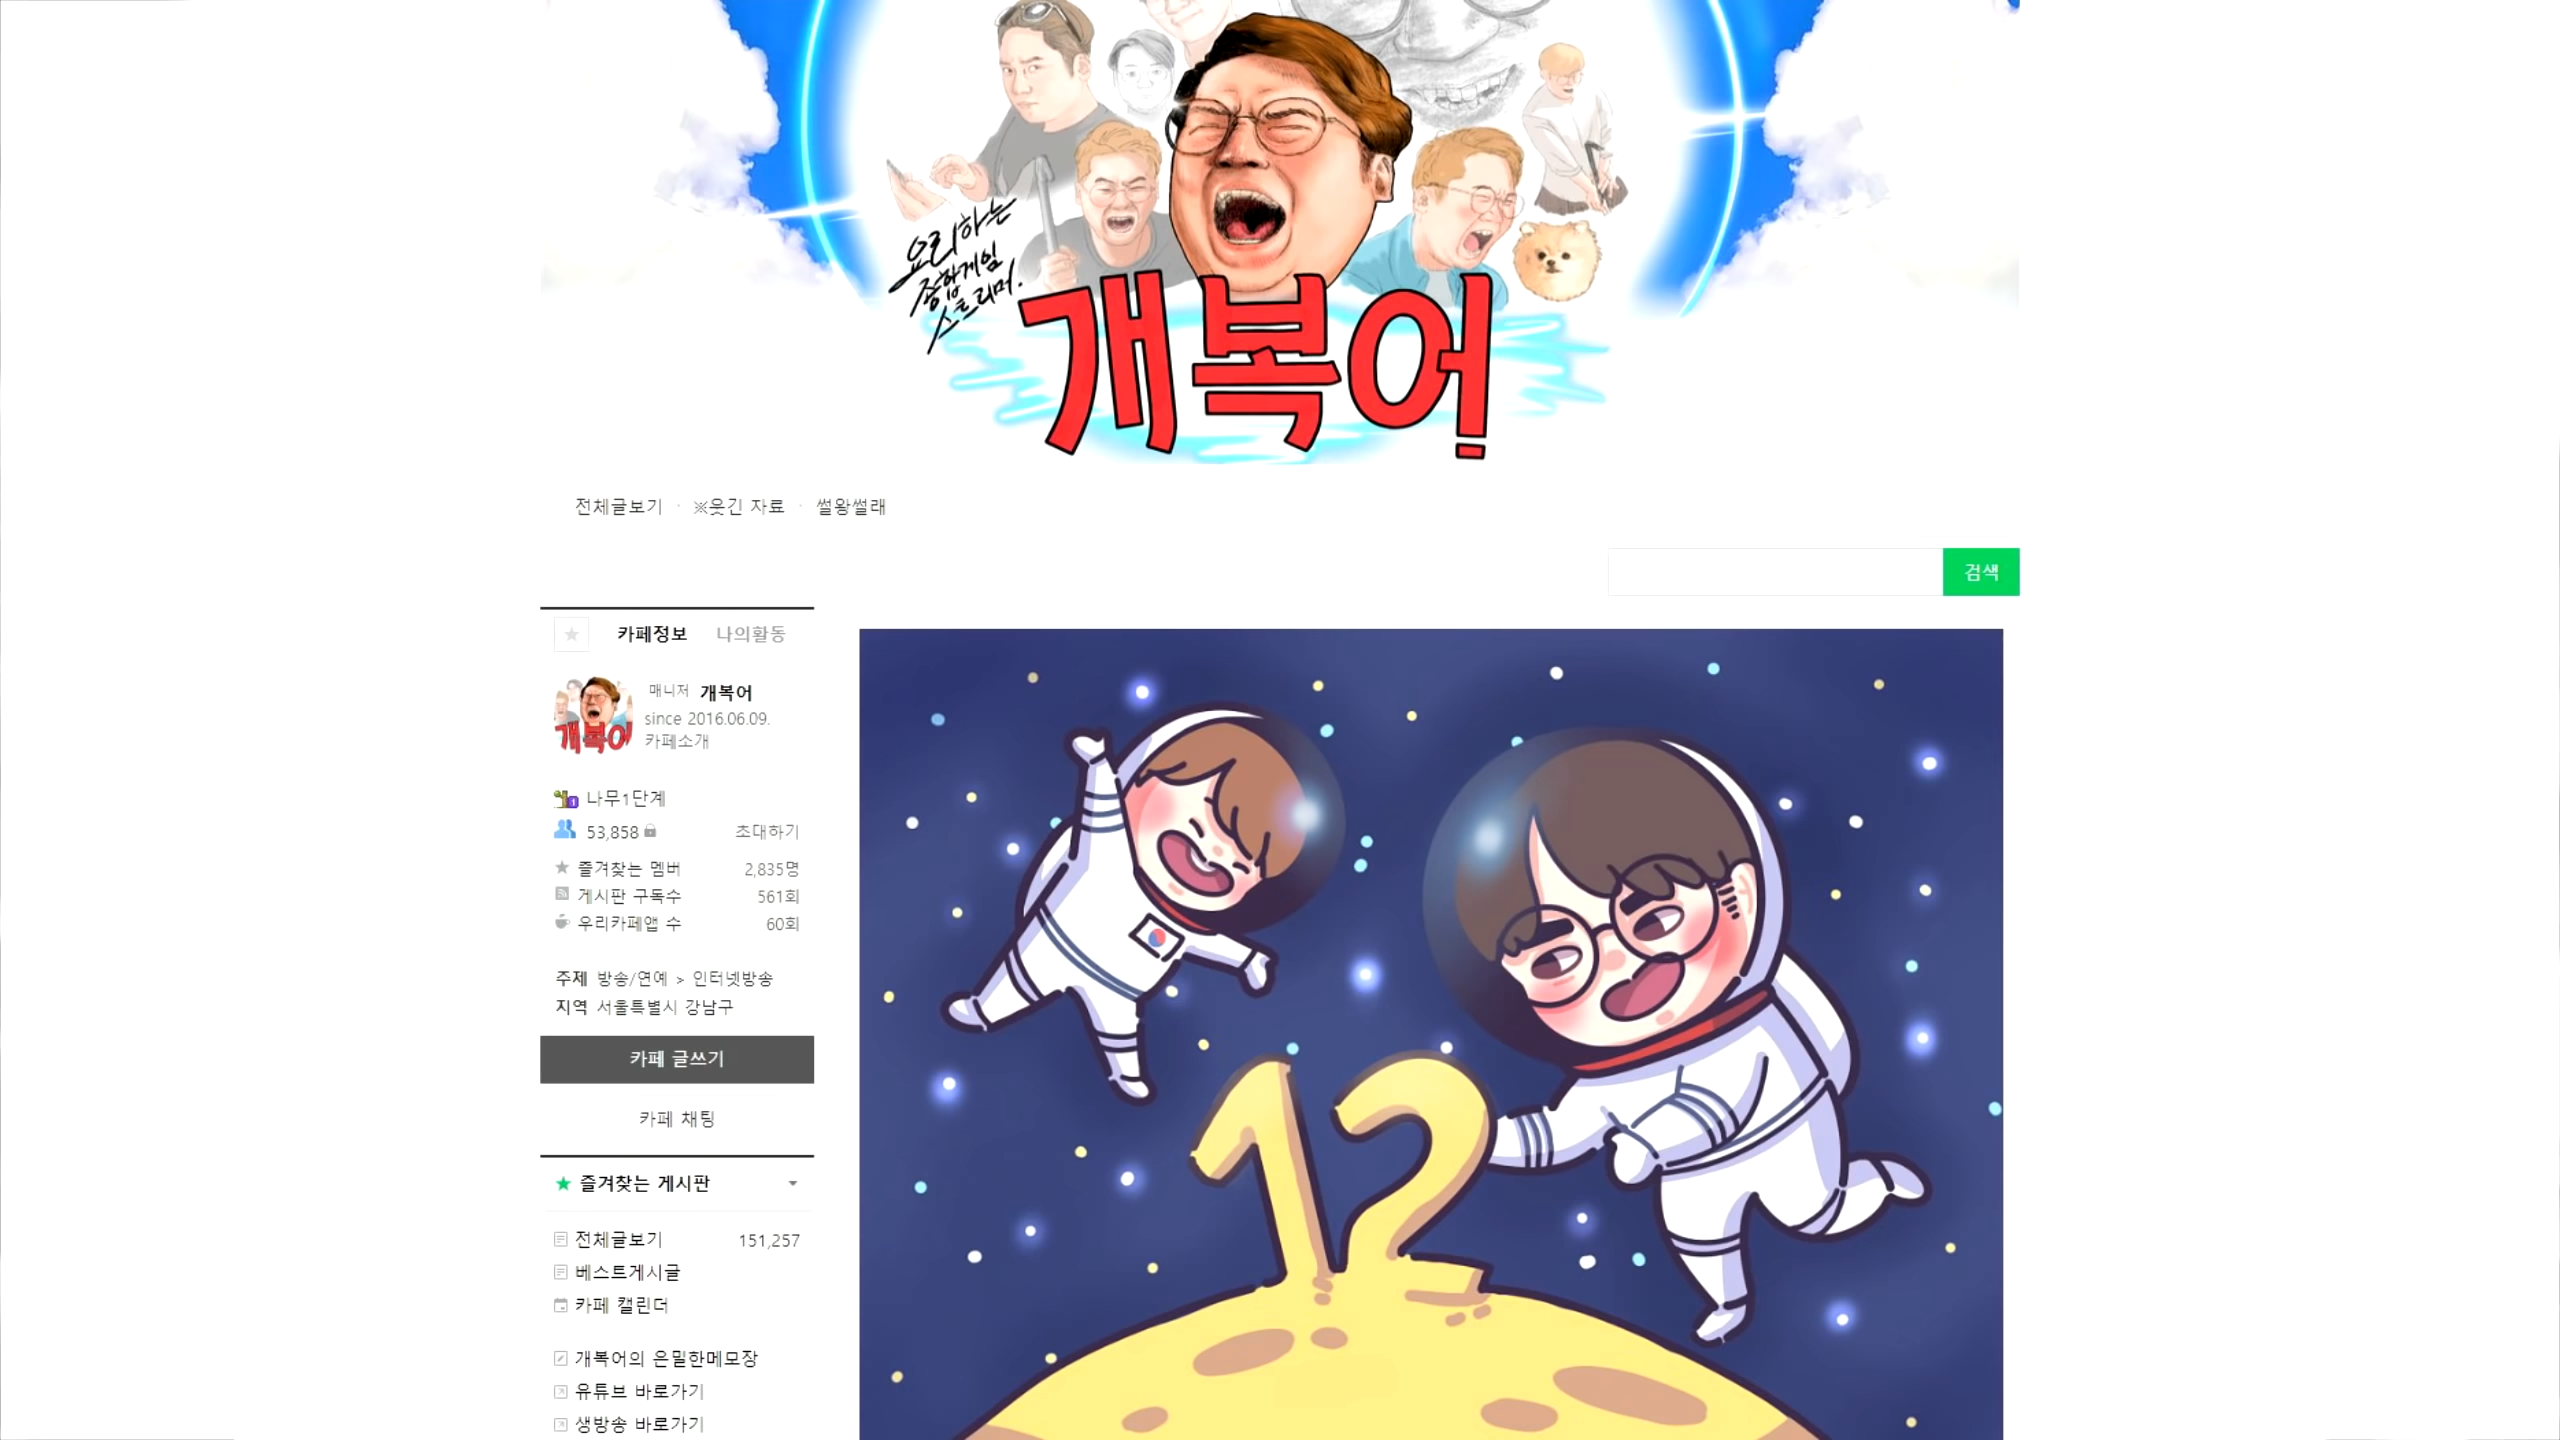 요리하는
종합게임
스트리머.
개복어
전체글보기 · ※웃긴 자료 · 썰왕썰래
검색
카페정보 나의활동
개복어
매니저 개복어
since 2016.06.09.
카페소개
나무1단계
53,858 초대하기
즐겨찾는 멤버 2,835명
게시판 구독수 561회
우리카페앱 수 60회
주제 방송/연예 > 인터넷방송
지역 서울특별시 강남구
카페 글쓰기
카페 채팅
즐겨찾는 게시판
전체글보기 151,257
베스트게시글
카페 캘린더
개복어의 은밀한메모장
유튜브 바로가기
생방송 바로가기
12